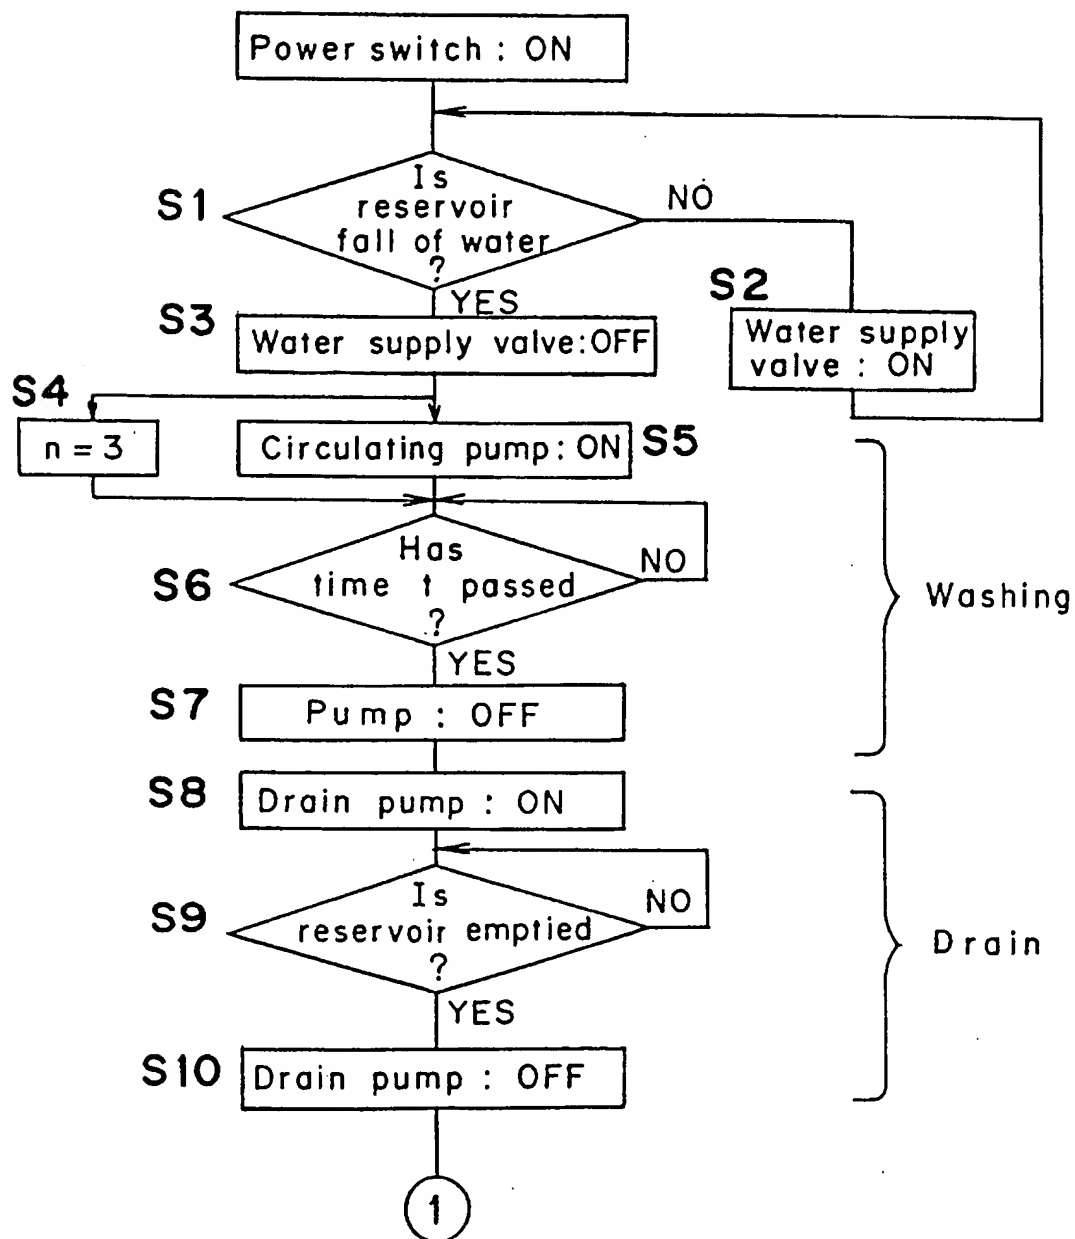 Power switch : ON
S1
Is
reservoir
fall of water
?
NO
YES
S2
Water supply
valve : ON
S3
Water supply valve:OFF
S4
n = 3
Circulating pump:ON
S5
S6
Has
time t passed
?
NO
YES
S7
Pump : OFF
Washing
S8
Drain pump : ON
S9
Is
reservoir emptied
?
NO
YES
S10
Drain pump : OFF
Drain
1